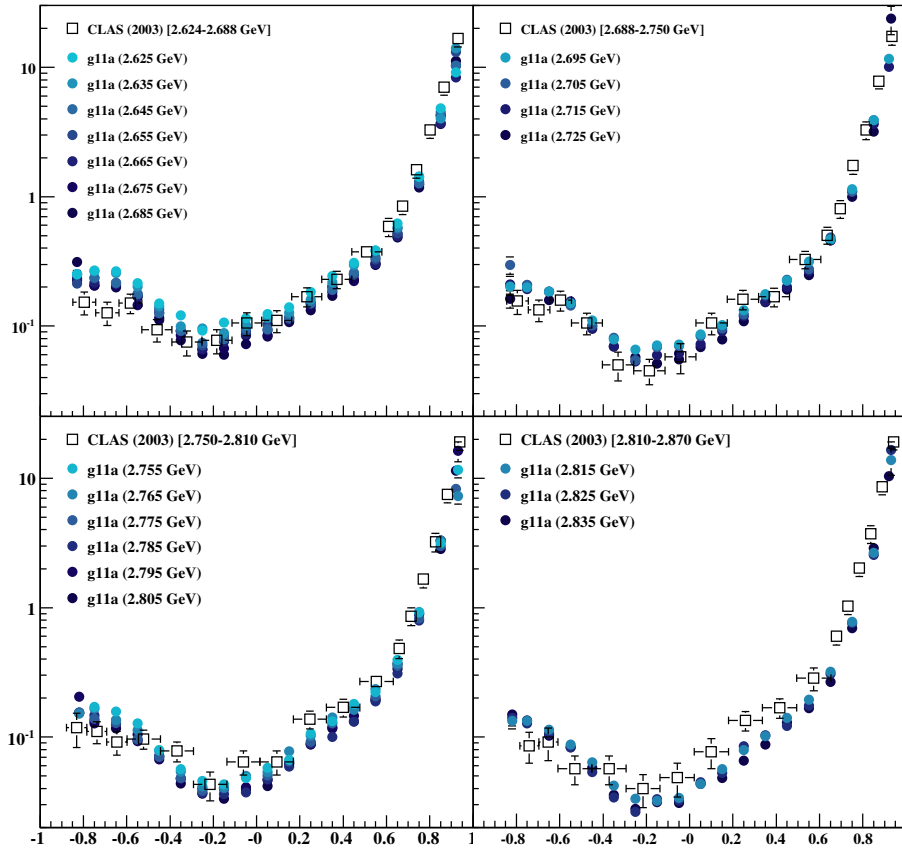 10
1
10⁻¹
CLAS (2003) [2.624-2.688 GeV]
g11a (2.625 GeV)
g11a (2.635 GeV)
g11a (2.645 GeV)
g11a (2.655 GeV)
g11a (2.665 GeV)
g11a (2.675 GeV)
g11a (2.685 GeV)
CLAS (2003) [2.688-2.750 GeV]
g11a (2.695 GeV)
g11a (2.705 GeV)
g11a (2.715 GeV)
g11a (2.725 GeV)
10
1
10⁻¹
CLAS (2003) [2.750-2.810 GeV]
g11a (2.755 GeV)
g11a (2.765 GeV)
g11a (2.775 GeV)
g11a (2.785 GeV)
g11a (2.795 GeV)
g11a (2.805 GeV)
CLAS (2003) [2.810-2.870 GeV]
g11a (2.815 GeV)
g11a (2.825 GeV)
g11a (2.835 GeV)
-1 -0.8 -0.6 -0.4 -0.2 -0 0.2 0.4 0.6 0.8 1 -0.8 -0.6 -0.4 -0.2 -0 0.2 0.4 0.6 0.8 1